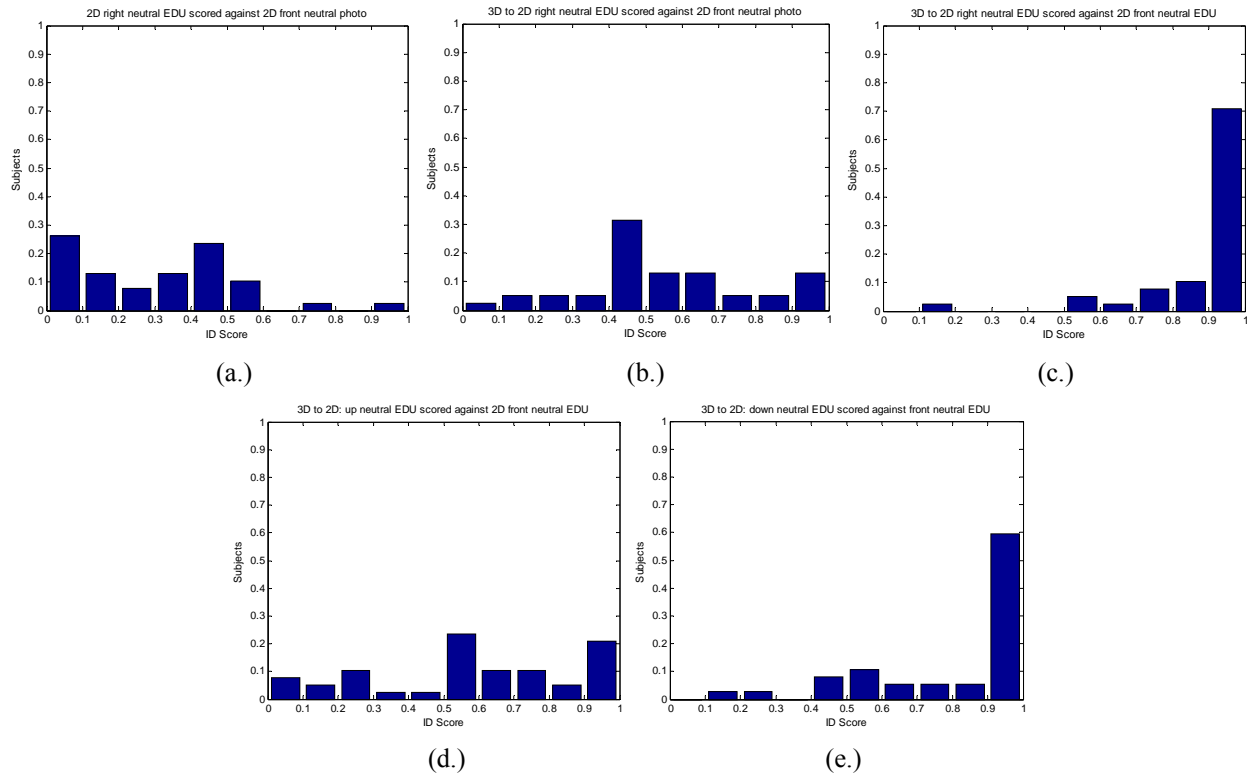 2D right neutral EDU scored against 2D front neutral photo
1
0.9
0.8
0.7
0.6
0.5
0.4
0.3
0.2
0.1
0
Subjects
0 0.1 0.2 0.3 0.4 0.5 0.6 0.7 0.8 0.9 1
ID Score
(a.)
3D to 2D right neutral EDU scored against 2D front neutral photo
1
0.9
0.8
0.7
0.6
0.5
0.4
0.3
0.2
0.1
0
Subjects
0 0.1 0.2 0.3 0.4 0.5 0.6 0.7 0.8 0.9 1
ID Score
(b.)
3D to 2D right neutral EDU scored against 2D front neutral EDU
1
0.9
0.8
0.7
0.6
0.5
0.4
0.3
0.2
0.1
0
Subjects
0 0.1 0.2 0.3 0.4 0.5 0.6 0.7 0.8 0.9 1
ID Score
(c.)
3D to 2D: up neutral EDU scored against 2D front neutral EDU
1
0.9
0.8
0.7
0.6
0.5
0.4
0.3
0.2
0.1
0
Subjects
0 0.1 0.2 0.3 0.4 0.5 0.6 0.7 0.8 0.9 1
ID Score
(d.)
3D to 2D: down neutral EDU scored against front neutral EDU
1
0.9
0.8
0.7
0.6
0.5
0.4
0.3
0.2
0.1
0
Subjects
0 0.1 0.2 0.3 0.4 0.5 0.6 0.7 0.8 0.9 1
ID Score
(e.)